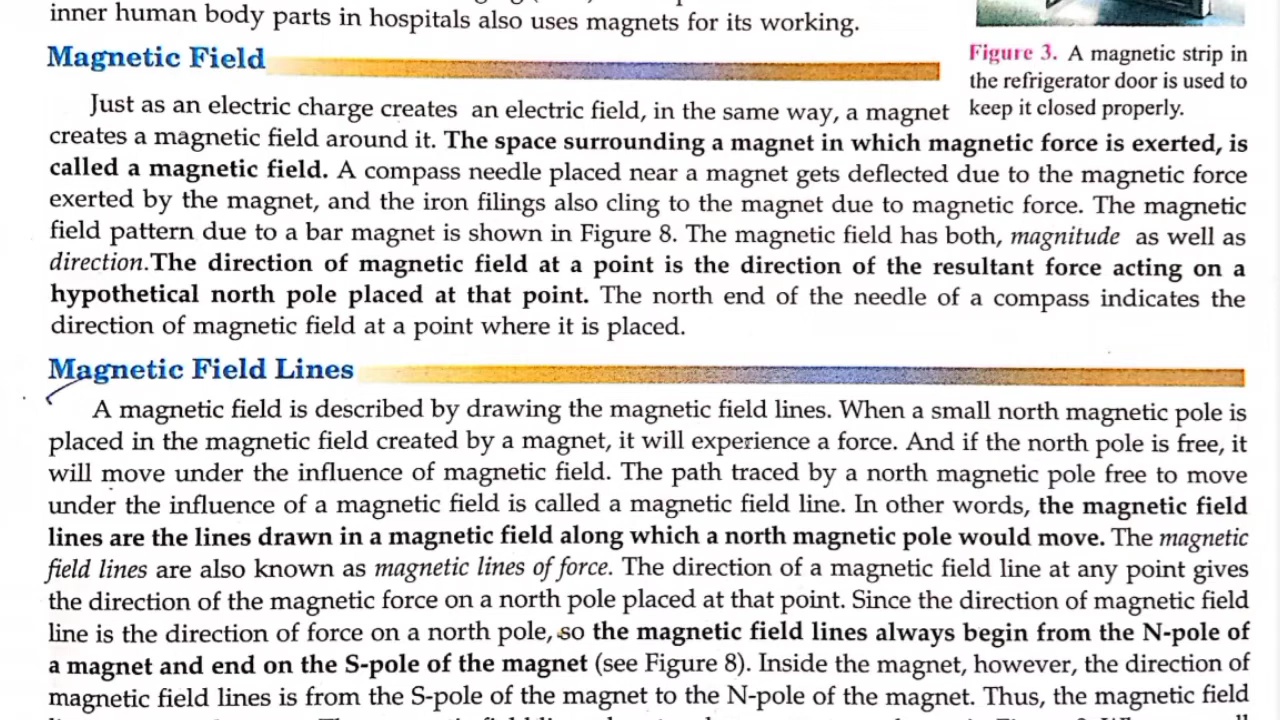 inner human body parts in hospitals also uses magnets for its working.
Magnetic Field
Figure 3. A magnetic strip in
the refrigerator door is used to
keep it closed properly.
Just as an electric charge creates an electric field, in the same way, a magnet
creates a magnetic field around it. The space surrounding a magnet in which magnetic force is exerted, is
called a magnetic field. A compass needle placed near a magnet gets deflected due to the magnetic force
exerted by the magnet, and the iron filings also cling to the magnet due to magnetic force. The magnetic
field pattern due to a bar magnet is shown in Figure 8. The magnetic field has both, magnitude as well as
direction.The direction of magnetic field at a point is the direction of the resultant force acting on a
hypothetical north pole placed at that point. The north end of the needle of a compass indicates the
direction of magnetic field at a point where it is placed.
Magnetic Field Lines
A magnetic field is described by drawing the magnetic field lines. When a small north magnetic pole is
placed in the magnetic field created by a magnet, it will experience a force. And if the north pole is free, it
will move under the influence of magnetic field. The path traced by a north magnetic pole free to move
under the influence of a magnetic field is called a magnetic field line. In other words, the magnetic field
lines are the lines drawn in a magnetic field along which a north magnetic pole would move. The magnetic
field lines are also known as magnetic lines of force. The direction of a magnetic field line at any point gives
the direction of the magnetic force on a north pole placed at that point. Since the direction of magnetic field
line is the direction of force on a north pole, so the magnetic field lines always begin from the N-pole of
a magnet and end on the S-pole of the magnet (see Figure 8). Inside the magnet, however, the direction of
magnetic field lines is from the S-pole of the magnet to the N-pole of the magnet. Thus, the magnetic field